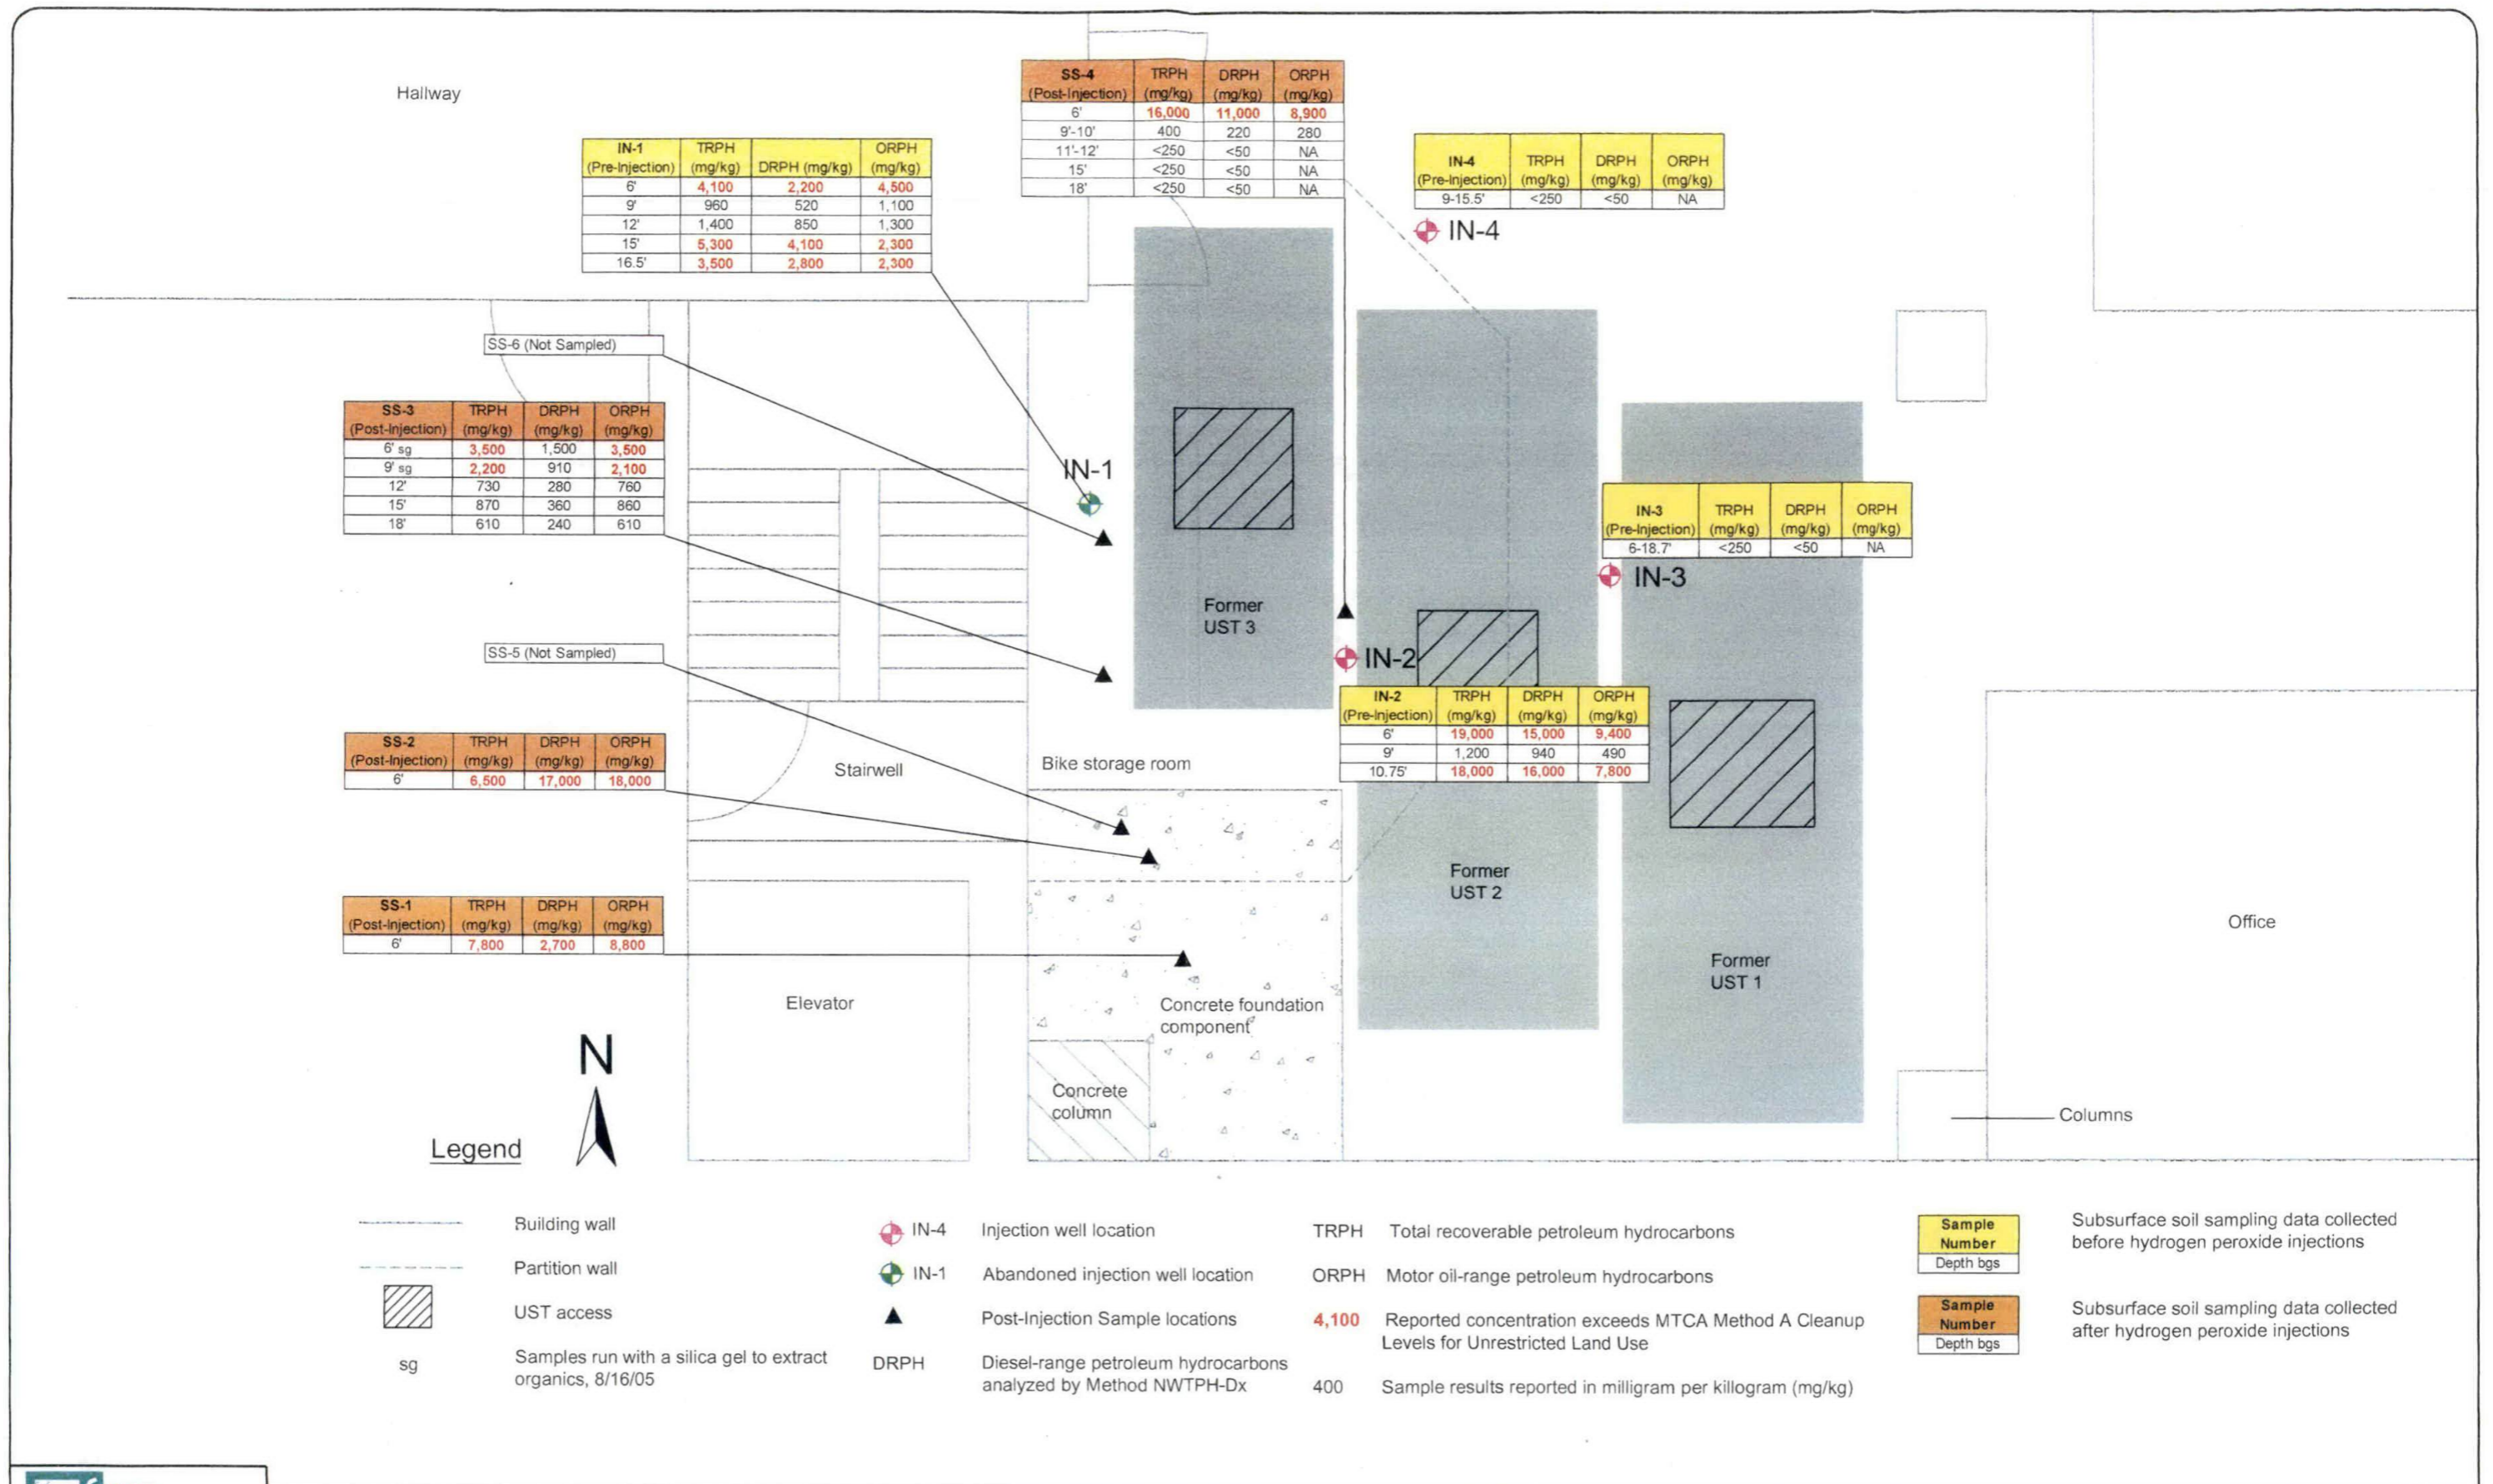 Hallway
SS-4 TRPH DRPH ORPH
(Post-Injection) (mg/kg) (mg/kg) (mg/kg)
6' 16,000 11,000 8,900
9'-10' 400 220 280
11'-12' <250 <50 NA
15' <250 <50 NA
18' <250 <50 NA
IN-1 TRPH ORPH
(Pre-Injection) (mg/kg) DRPH (mg/kg) (mg/kg)
6' 4,100 2,200 4,500
9' 960 520 1,100
12' 1,400 850 1,300
15' 5,300 4,100 2,300
16.5' 3,500 2,800 2,300
IN-4 TRPH DRPH ORPH
(Pre-Injection) (mg/kg) (mg/kg) (mg/kg)
9-15.5' <250 <50 NA
IN-4
SS-6 (Not Sampled)
SS-3 TRPH DRPH ORPH
(Post-Injection) (mg/kg) (mg/kg) (mg/kg)
6' sg 3,500 1,500 3,500
9' sg 2,200 910 2,100
12' 730 280 760
15' 870 360 860
18' 610 240 610
IN-1
IN-3 TRPH DRPH ORPH
(Pre-Injection) (mg/kg) (mg/kg) (mg/kg)
6-18.7' <250 <50 NA
IN-3
Former
UST 3
SS-5 (Not Sampled)
IN-2
IN-2 TRPH DRPH ORPH
(Pre-Injection) (mg/kg) (mg/kg) (mg/kg)
6' 19,000 15,000 9,400
9' 1,200 940 490
10.75' 18,000 16,000 7,800
SS-2 TRPH DRPH ORPH
(Post-Injection) (mg/kg) (mg/kg) (mg/kg)
6' 6,500 17,000 18,000
Stairwell
Bike storage room
Former
UST 2
SS-1 TRPH DRPH ORPH
(Post-Injection) (mg/kg) (mg/kg) (mg/kg)
6' 7,800 2,700 8,800
Office
Former
UST 1
Elevator
Concrete foundation
component
Concrete
column
Columns
N
Legend
Building wall
Partition wall
UST access
sg Samples run with a silica gel to extract
organics, 8/16/05
IN-4 Injection well location
IN-1 Abandoned injection well location
Post-Injection Sample locations
DRPH Diesel-range petroleum hydrocarbons
analyzed by Method NWTPH-Dx
TRPH Total recoverable petroleum hydrocarbons
ORPH Motor oil-range petroleum hydrocarbons
4,100 Reported concentration exceeds MTCA Method A Cleanup
Levels for Unrestricted Land Use
400 Sample results reported in milligram per killogram (mg/kg)
Sample
Number
Depth bgs
Subsurface soil sampling data collected
before hydrogen peroxide injections
Sample
Number
Depth bgs
Subsurface soil sampling data collected
after hydrogen peroxide injections